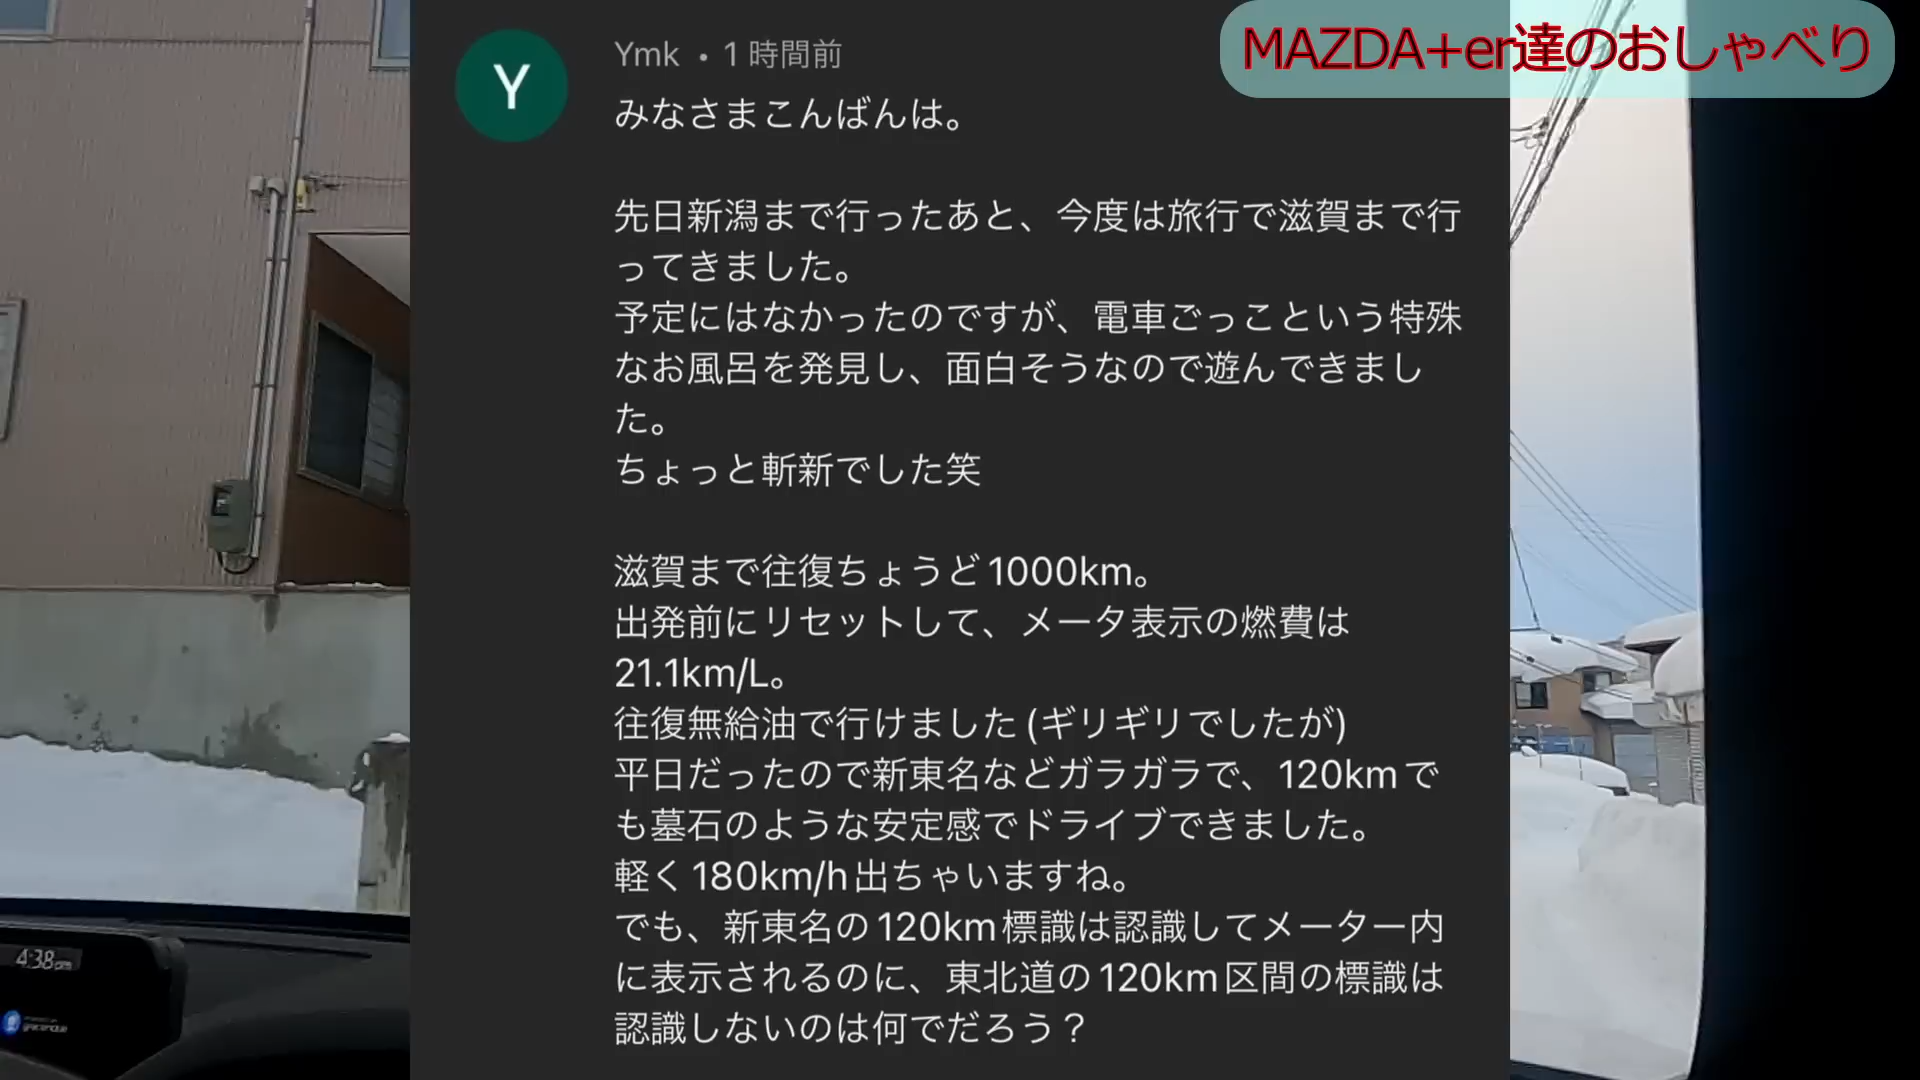 MAZDA+er達のおしゃべり
Y
Ymk • 1 時間前
みなさまこんばんは。
先日新潟まで行ったあと、今度は旅行で滋賀まで行
ってきました。
予定にはなかったのですが、電車ごっこという特殊
なお風呂を発見し、面白そうなので遊んできまし
た。
ちょっと斬新でした笑
滋賀まで往復ちょうど1000km。
出発前にリセットして、メータ表示の燃費は
21.1km/L。
往復無給油で行けました (ギリギリでしたが)
平日だったので新東名などガラガラで、120kmで
も墓石のような安定感でドライブできました。
軽く180km/h出ちゃいますね。
でも、新東名の120km標識は認識してメーター内
に表示されるのに、東北道の120km区間の標識は
認識しないのは何でだろう？
4:38
gracenote